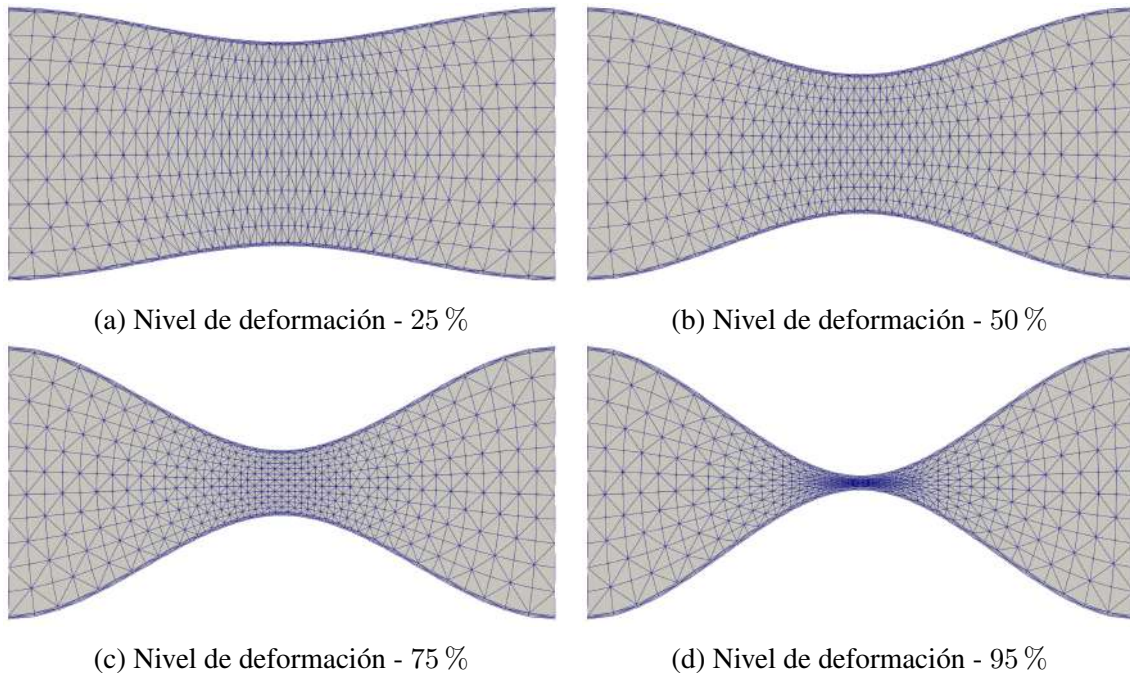 (a) Nivel de deformación - 25 %
(b) Nivel de deformación - 50 %
(c) Nivel de deformación - 75 %
(d) Nivel de deformación - 95 %